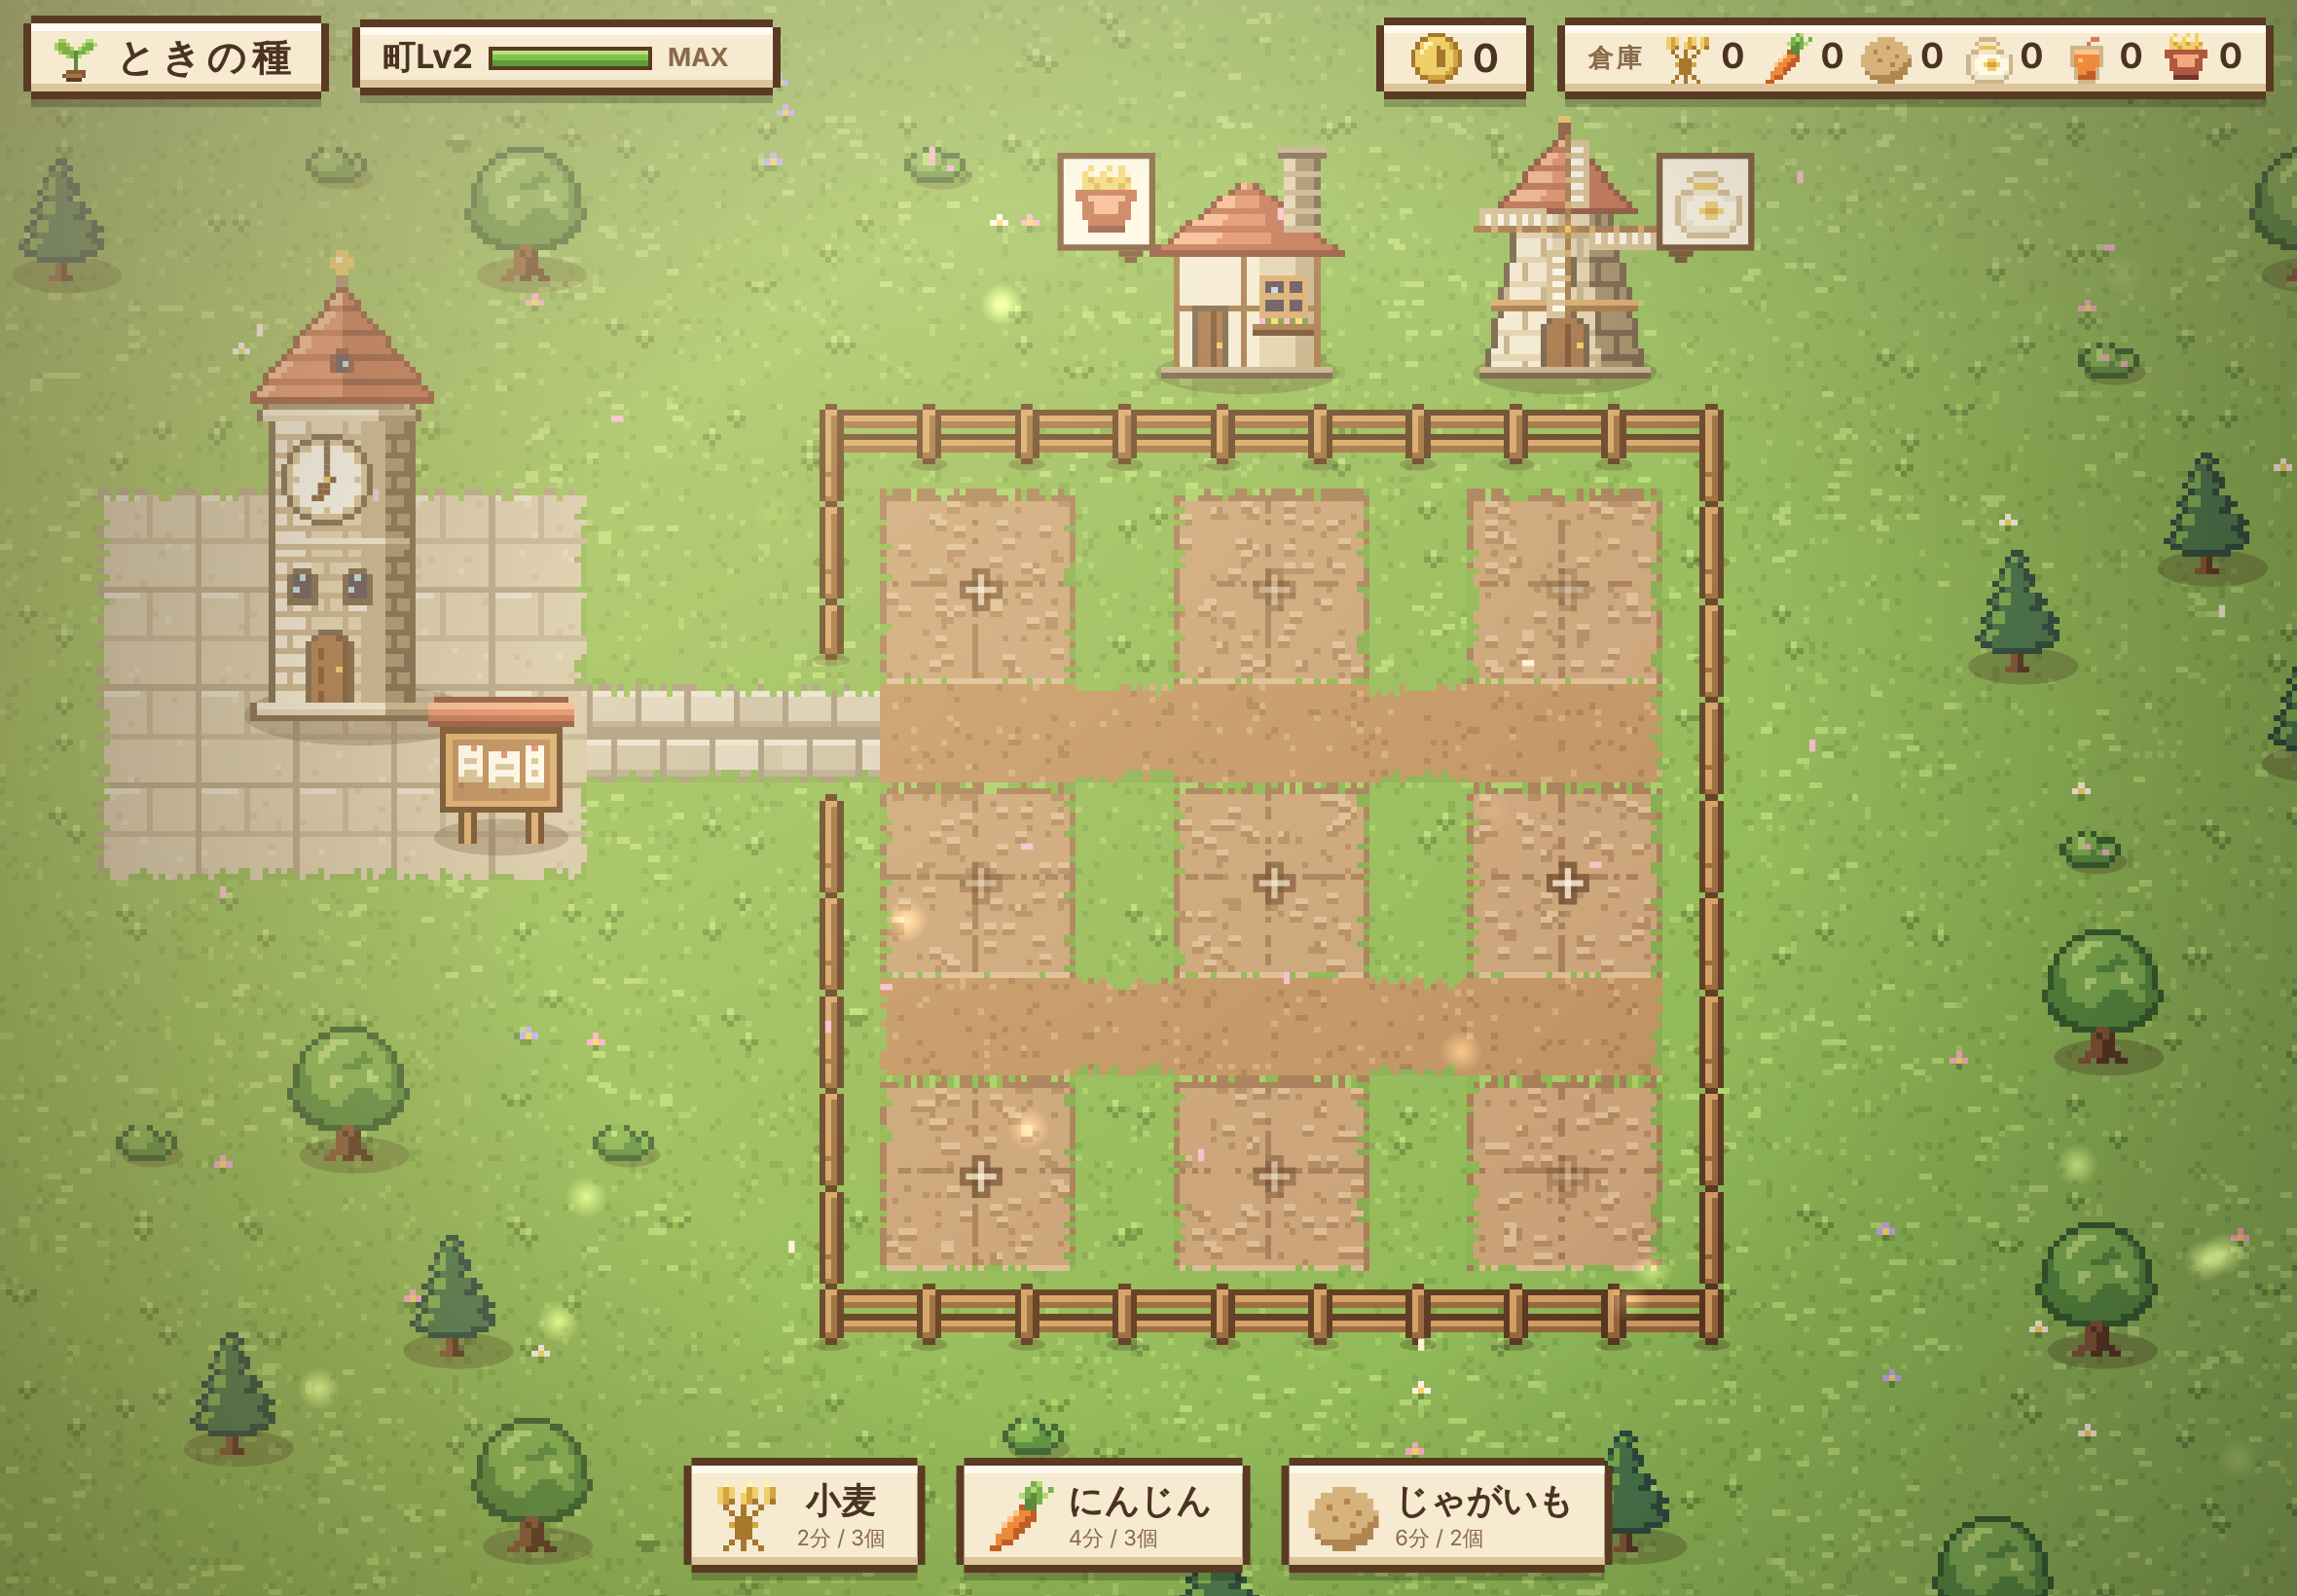 ときの種
町Lv2 MAX
0
倉庫 0 0 0 0 0 0
小麦
2分 / 3個
にんじん
4分 / 3個
じゃがいも
6分 / 2個